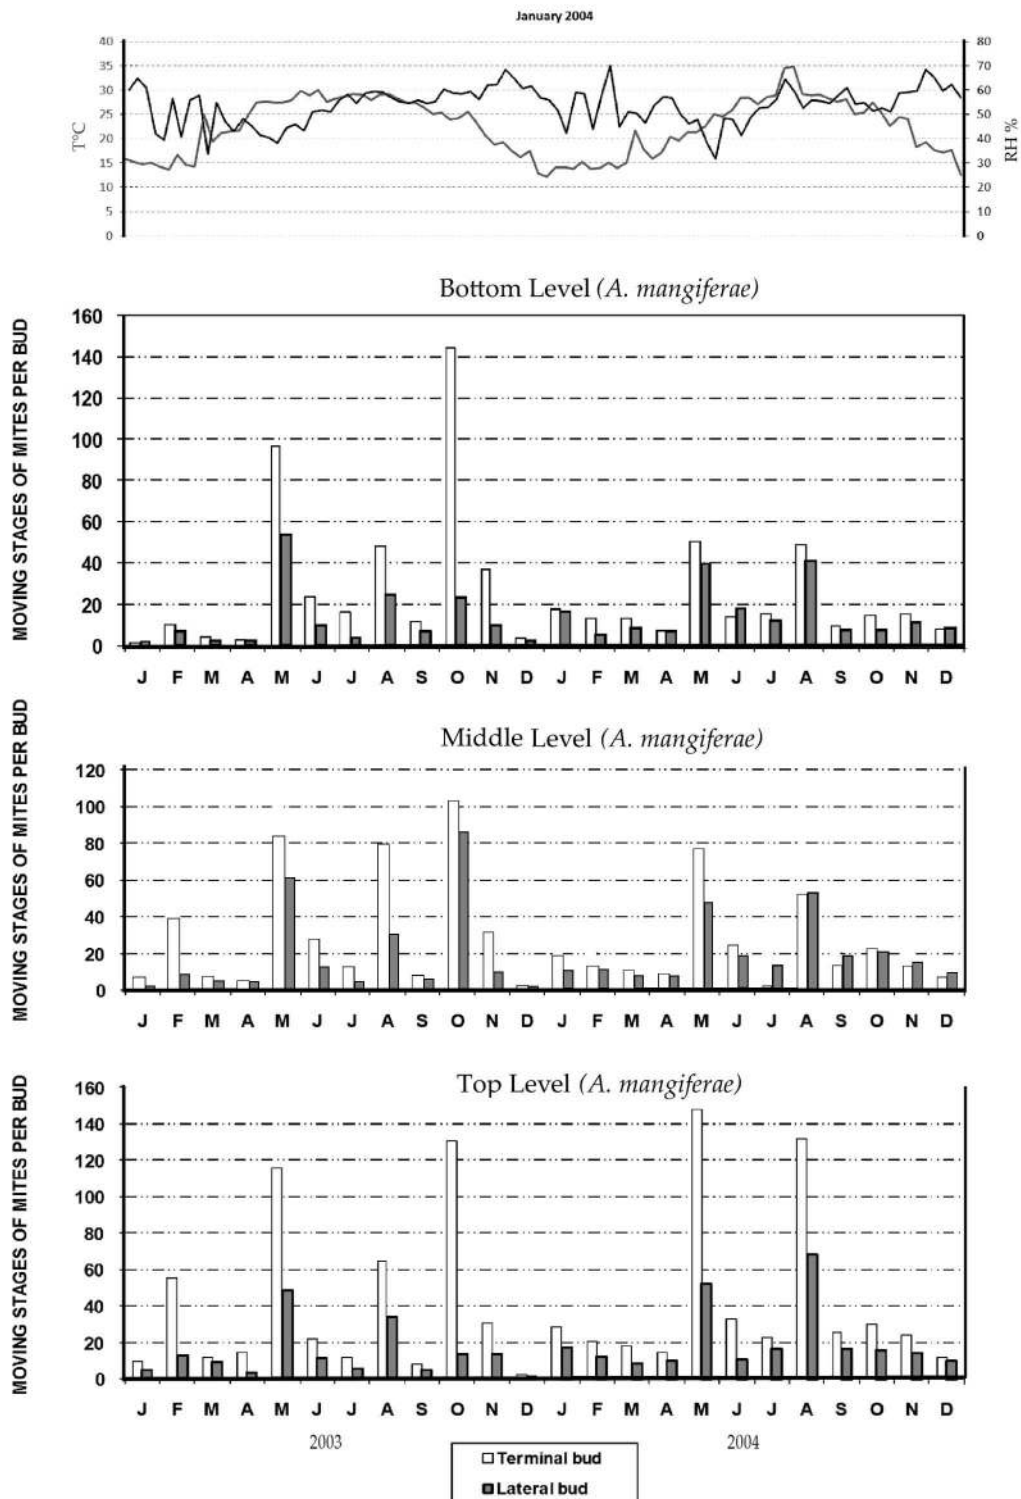 January 2004
40 80
35 70
30 60
25 50
20 40
15 30
10 20
5 10
0 0
T°C
RH %
Bottom Level (A. mangiferae)
MOVING STAGES OF MITES PER BUD
160
140
120
100
80
60
40
20
0
J F M A M J J A S O N D J F M A M J J A S O N D
Middle Level (A. mangiferae)
MOVING STAGES OF MITES PER BUD
120
100
80
60
40
20
0
J F M A M J J A S O N D J F M A M J J A S O N D
Top Level (A. mangiferae)
MOVING STAGES OF MITES PER BUD
160
140
120
100
80
60
40
20
0
J F M A M J J A S O N D J F M A M J J A S O N D
2003 2004
Terminal bud
Lateral bud